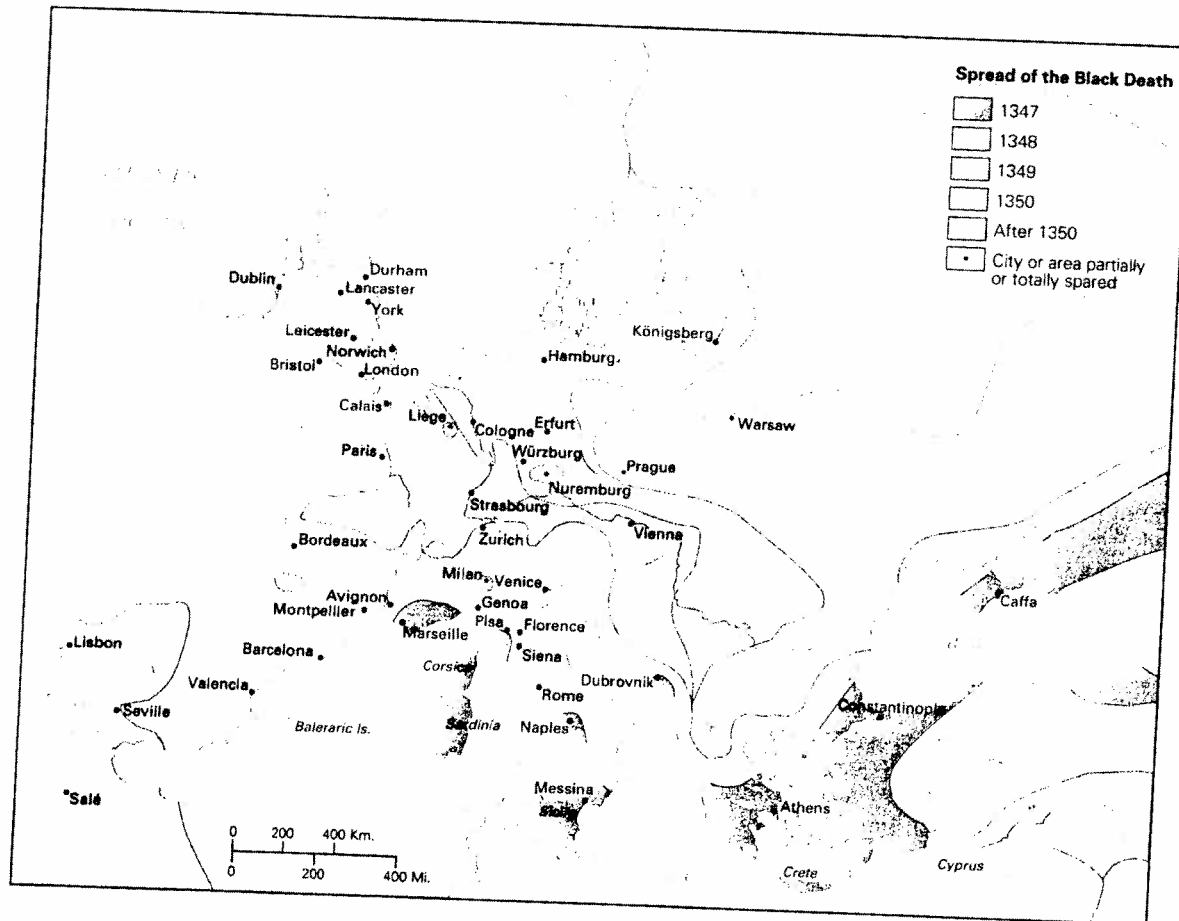 Spread of the Black Death
1347
1348
1349
1350
After 1350
City or area partially
or totally spared
Dublin
Durham
Lancaster
York
Leicester
Norwich
Bristol
London
Königsberg
Hamburg
Calais
Liège
Cologne
Erfurt
Warsaw
Paris
Würzburg
Prague
Nuremburg
Strasbourg
Zurich
Vienna
Bordeaux
Milan
Venice
Caffa
Avignon
Genoa
Montpellier
Marseille
Pisa
Florence
Lisbon
Barcelona
Siena
Corsica
Dubrovnik
Valencia
Rome
Seville
Constantinople
Baleraric Is.
Sardinia
Naples
Salé
Messina
Sicily
Athens
0 200 400 Km.
0 200 400 Mi.
Crete
Cyprus